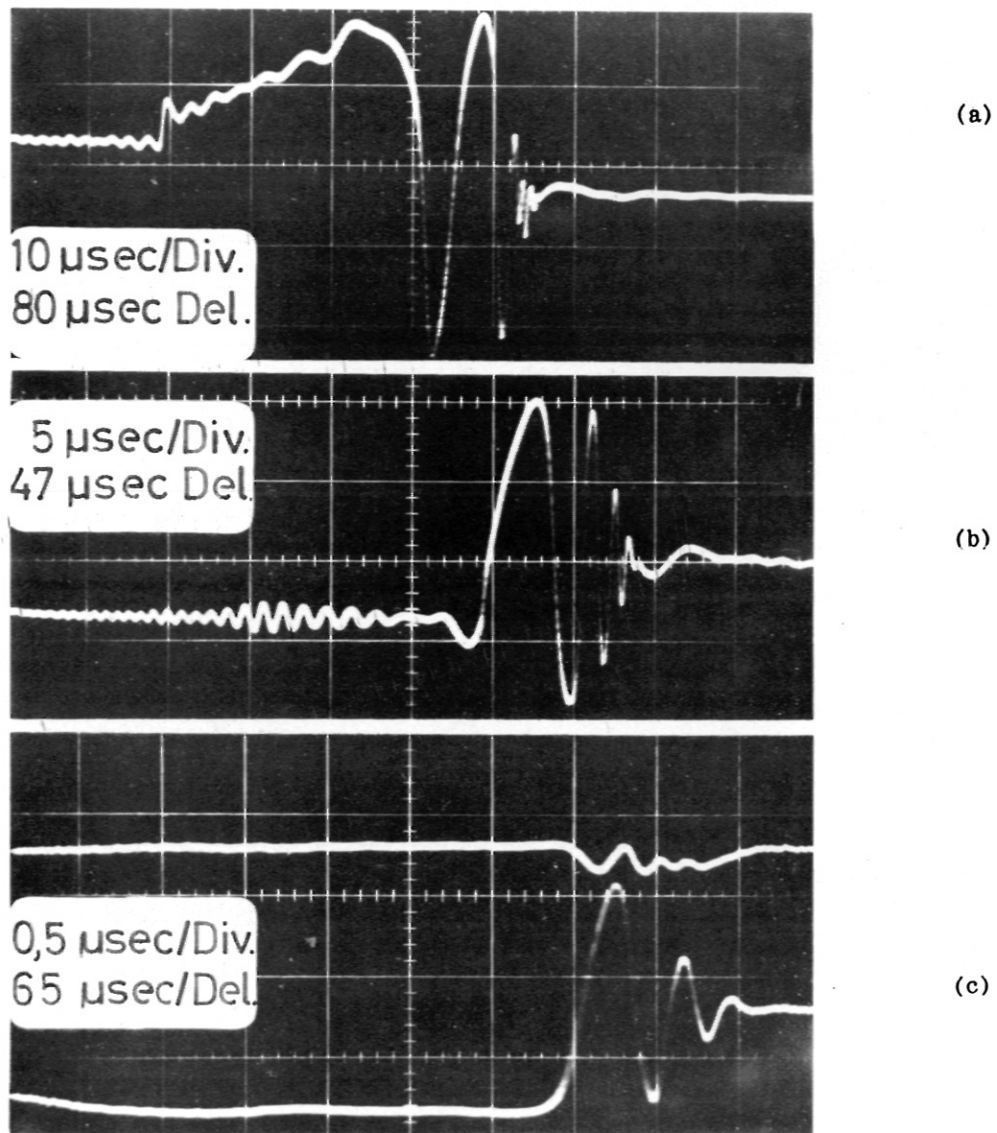 (a)
10 µsec/Div.
80 µsec Del.
5 µsec/Div.
47 µsec Del.
(b)
0,5 µsec/Div.
65 µsec/Del.
(c)